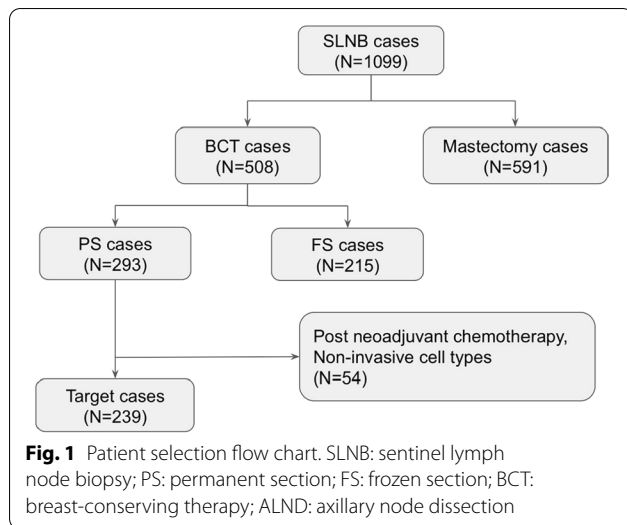 SLNB cases
(N=1099)
BCT cases
(N=508)
Mastectomy cases
(N=591)
PS cases
(N=293)
FS cases
(N=215)
Post neoadjuvant chemotherapy,
Non-invasive cell types
(N=54)
Target cases
(N=239)
Fig. 1 Patient selection flow chart. SLNB: sentinel lymph
node biopsy; PS: permanent section; FS: frozen section; BCT:
breast-conserving therapy; ALND: axillary node dissection